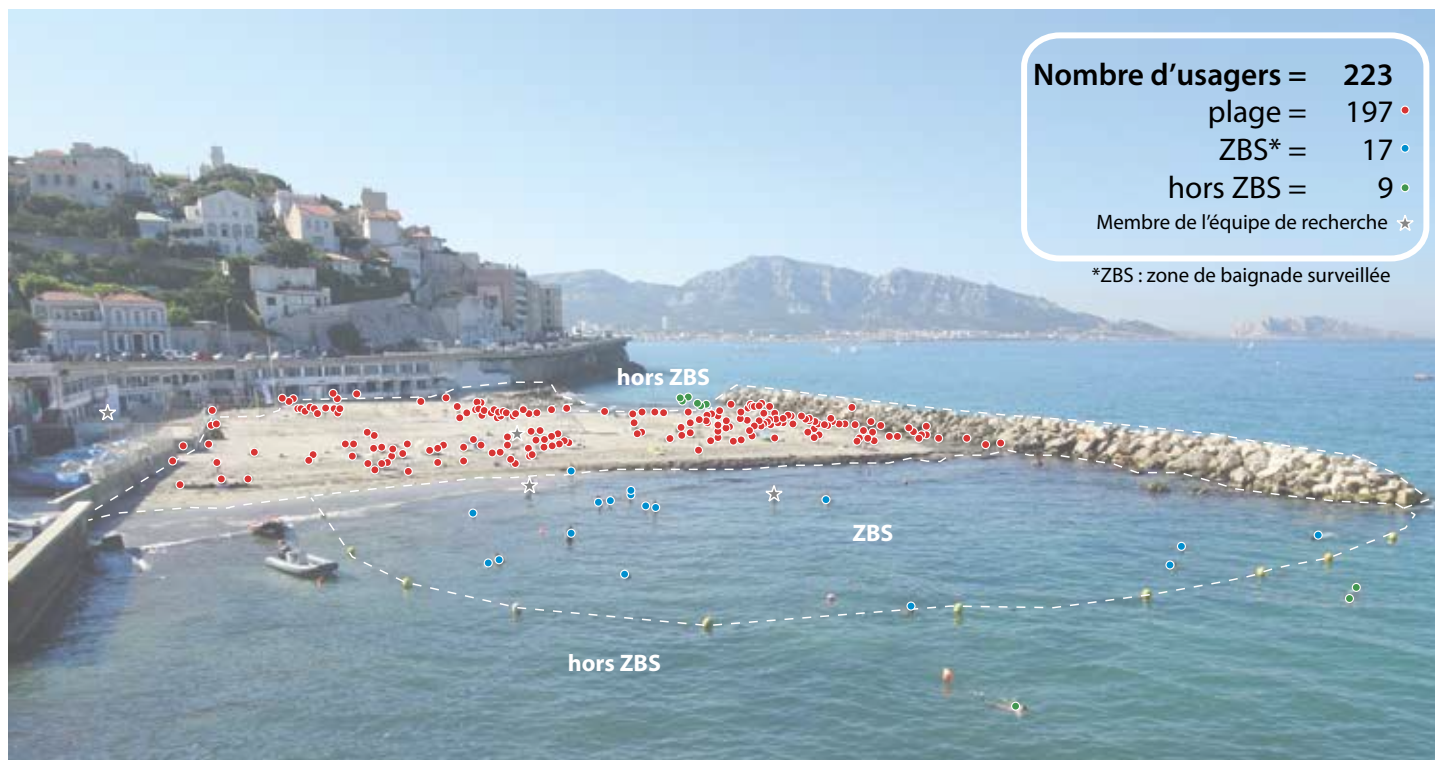 Nombre d'usagers = 223
plage = 197
ZBS* = 17
hors ZBS = 9
Membre de l'équipe de recherche
*ZBS : zone de baignade surveillée
hors ZBS
ZBS
hors ZBS